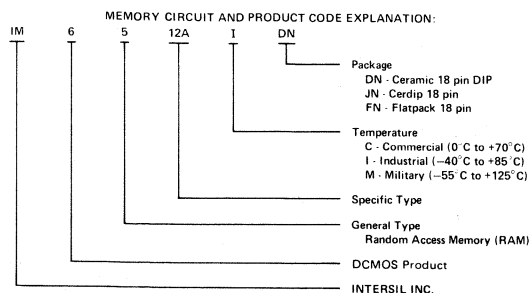 MEMORY CIRCUIT AND PRODUCT CODE EXPLANATION:
IM 6 5 12A I DN
Package
DN - Ceramic 18 pin DIP
JN - Cerdip 18 pin
FN - Flatpack 18 pin
Temperature
C - Commercial (0°C to +70°C)
I - Industrial (−40°C to +85°C)
M - Military (−55°C to +125°C)
Specific Type
General Type
Random Access Memory (RAM)
DCMOS Product
INTERSIL INC.